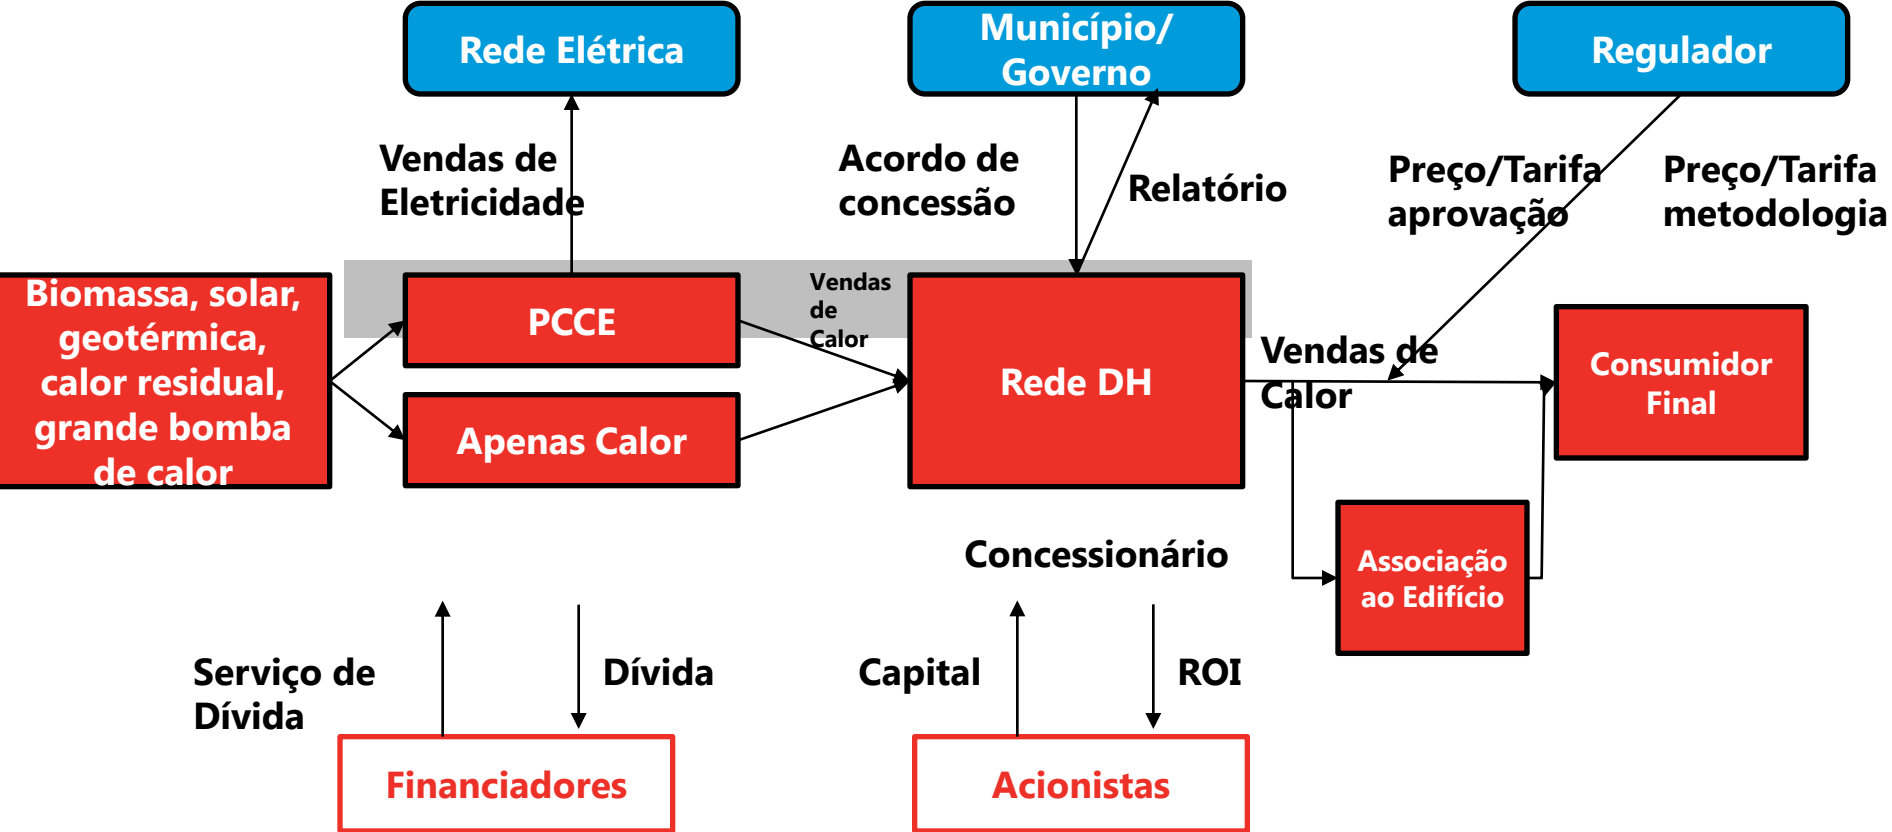 Rede Elétrica
Município/
Governo
Regulador
Vendas de
Eletricidade
Acordo de
concessão
Relatório
Preço/Tarifa
aprovação
Preço/Tarifa
metodologia
Biomassa, solar,
geotérmica,
calor residual,
grande bomba
de calor
PCCE
Vendas
de
Calor
Apenas Calor
Rede DH
Vendas de
Calor
Consumidor
Final
Associação
ao Edifício
Concessionário
Serviço de
Dívida
Dívida
Capital
ROI
Financiadores
Acionistas